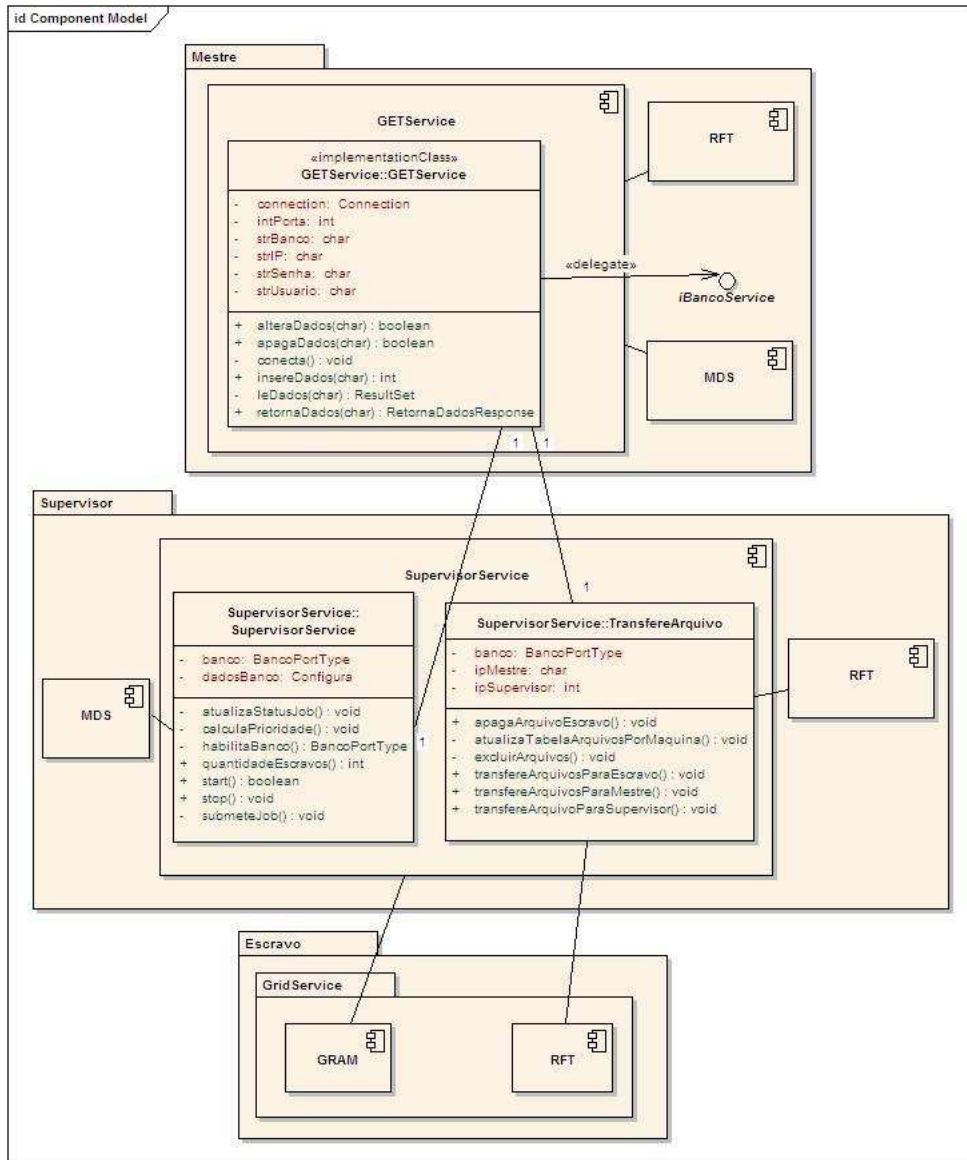 id Component Model
Mestre
GETService
RFT
«implementationClass»
GETService::GETService
- connection: Connection
- intPorta: int
- strBanco: char
- strIP: char
- strSenha: char
- strUsuario: char
«delegate»
iBancoService
+ alteraDados(char) : boolean
+ apagaDados(char) : boolean
- conecta() : void
+ insereDados(char) : int
- leDados(char) : ResultSet
+ retornaDados(char) : RetornaDadosResponse
MDS
1 1
Supervisor
SupervisorService
1
SupervisorService::
SupervisorService
- banco: BancoPortType
- dadosBanco: Configura
- atualizaStatusJob() : void
- calculaPrioridade() : void
- habilitaBanco() : BancoPortType
+ quantidadeEscravos() : int
+ start() : boolean
+ stop() : void
- submeteJob() : void
1
SupervisorService::TransfereArquivo
- banco: BancoPortType
- ipMestre: char
- ipSupervisor: int
+ apagaArquivoEscravo() : void
- atualizaTabelaArquivosPorMaquina() : void
- excluirArquivos() : void
+ transfereArquivosParaEscravo() : void
+ transfereArquivosParaMestre() : void
+ transfereArquivoParaSupervisor() : void
MDS
RFT
Escravo
GridService
GRAM
RFT